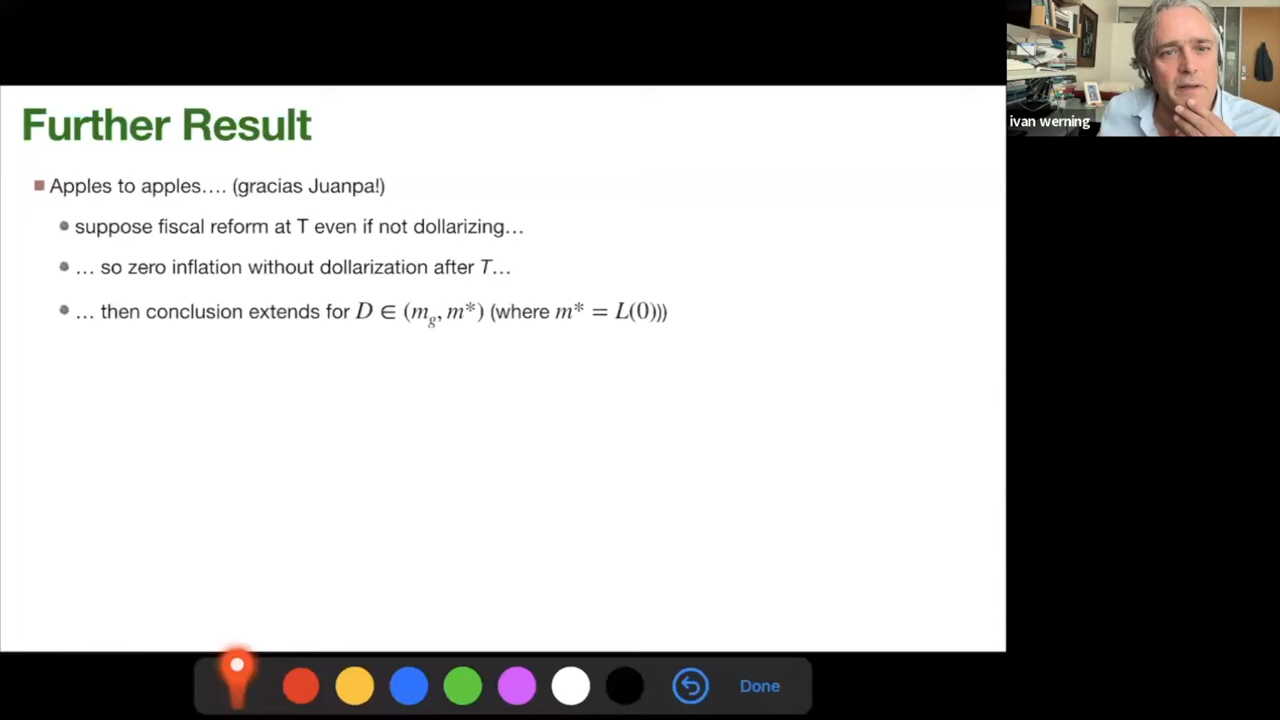 Further Result
Apples to apples…. (gracias Juanpa!)
suppose fiscal reform at T even if not dollarizing…
… so zero inflation without dollarization after T…
… then conclusion extends for D ∈ (m_g, m*) (where m* = L(0)))
ivan werning
Done